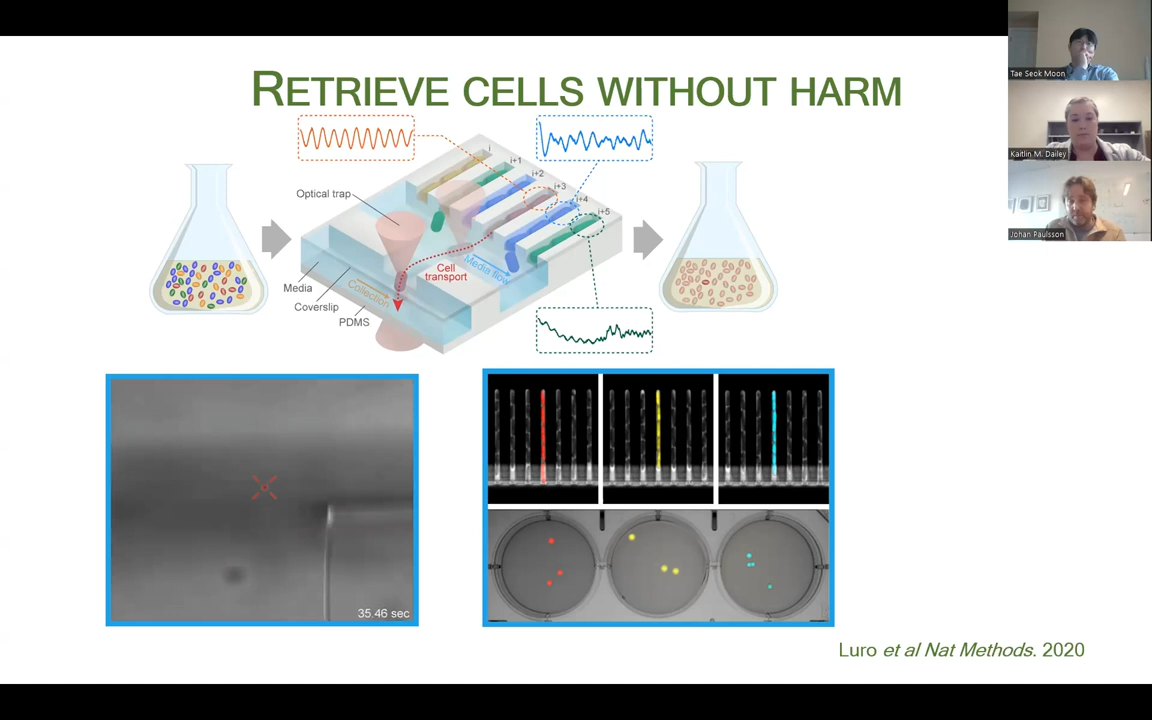 RETRIEVE CELLS WITHOUT HARM
Tae Seok Moon
Kaitlin M. Dailey
Johan Paulsson
i
i+1
i+2
i+3
i+4
i+5
Optical trap
Cell
transport
Media flow
Media
Collection
Coverslip
PDMS
35.46 sec
Luro et al Nat Methods. 2020